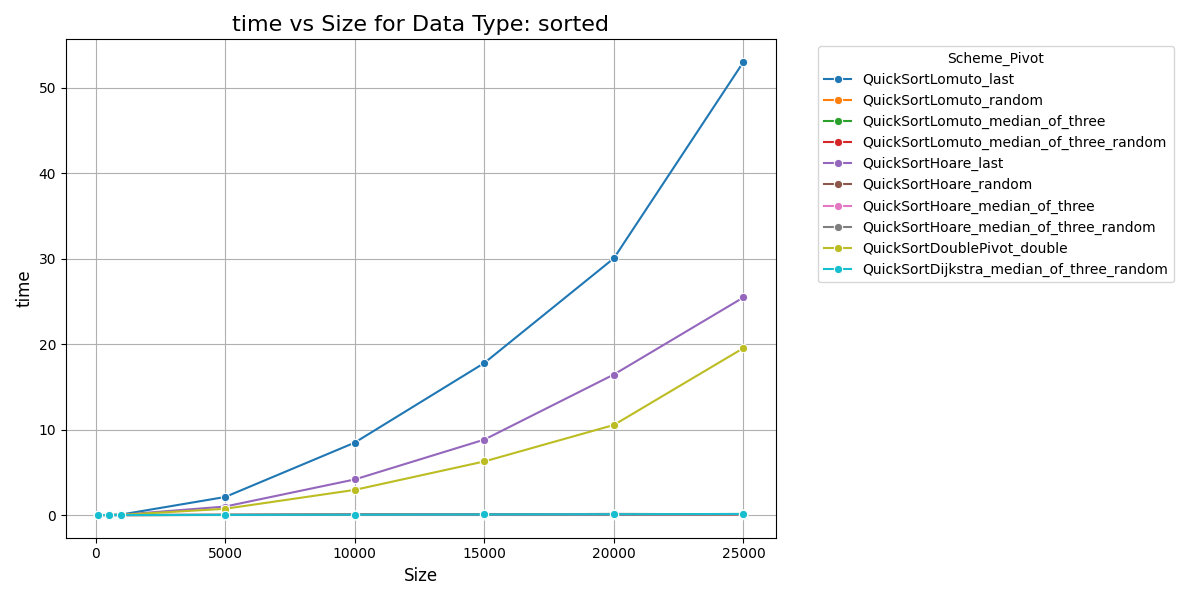 time vs Size for Data Type: sorted
time
50
40
30
20
10
0
0 5000 10000 15000 20000 25000
Size
Scheme_Pivot
QuickSortLomuto_last
QuickSortLomuto_random
QuickSortLomuto_median_of_three
QuickSortLomuto_median_of_three_random
QuickSortHoare_last
QuickSortHoare_random
QuickSortHoare_median_of_three
QuickSortHoare_median_of_three_random
QuickSortDoublePivot_double
QuickSortDijkstra_median_of_three_random